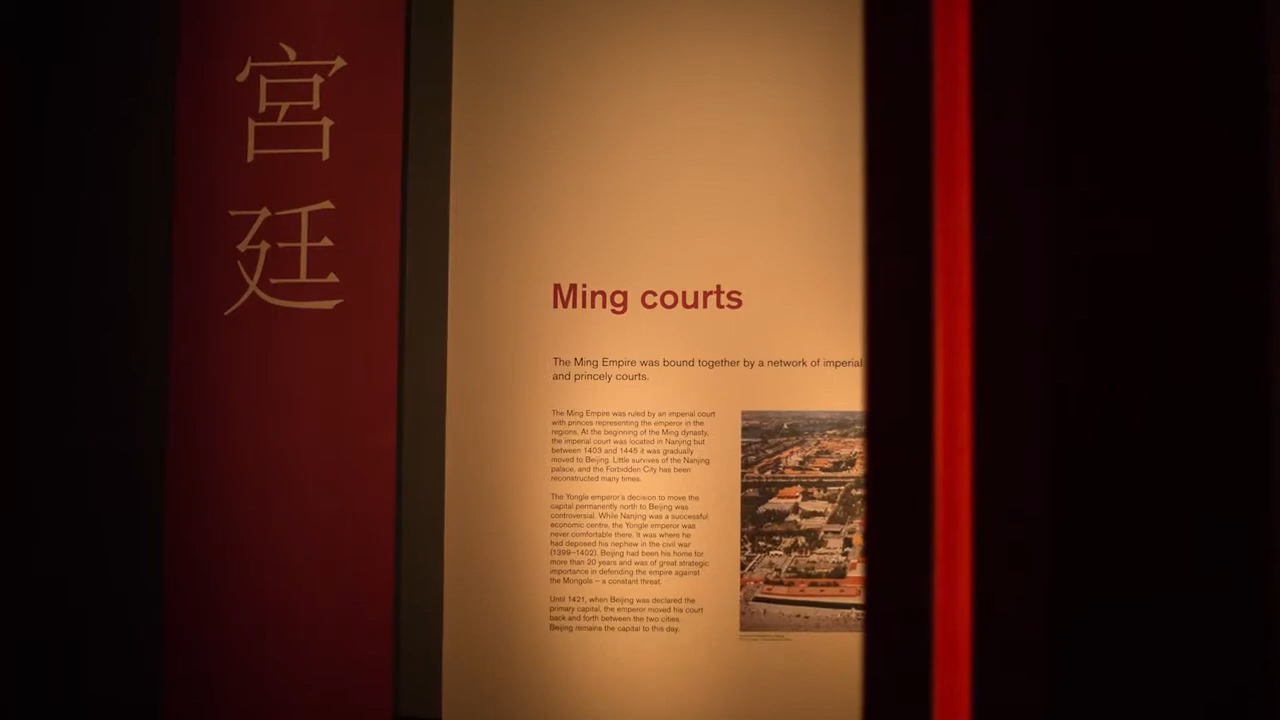 宮
廷
Ming courts
The Ming Empire was bound together by a network of imperial
and princely courts.
The Ming Empire was ruled by an imperial court
with princes representing the emperor in the
regions. At the beginning of the Ming dynasty,
the imperial court was located in Nanjing but
between 1403 and 1445 it was gradually
moved to Beijing. Little survives of the Nanjing
palace, and the Forbidden City has been
reconstructed many times.
The Yongle emperor's decision to move the
capital permanently north to Beijing was
controversial. While Nanjing was a successful
economic centre, the Yongle emperor was
never comfortable there. It was where he
had deposed his nephew in the civil war
(1399–1402). Beijing had been his home for
more than 20 years and was of great strategic
importance in defending the empire against
the Mongols – a constant threat.
Until 1421, when Beijing was declared the
primary capital, the emperor moved his court
back and forth between the two cities.
Beijing remains the capital to this day.